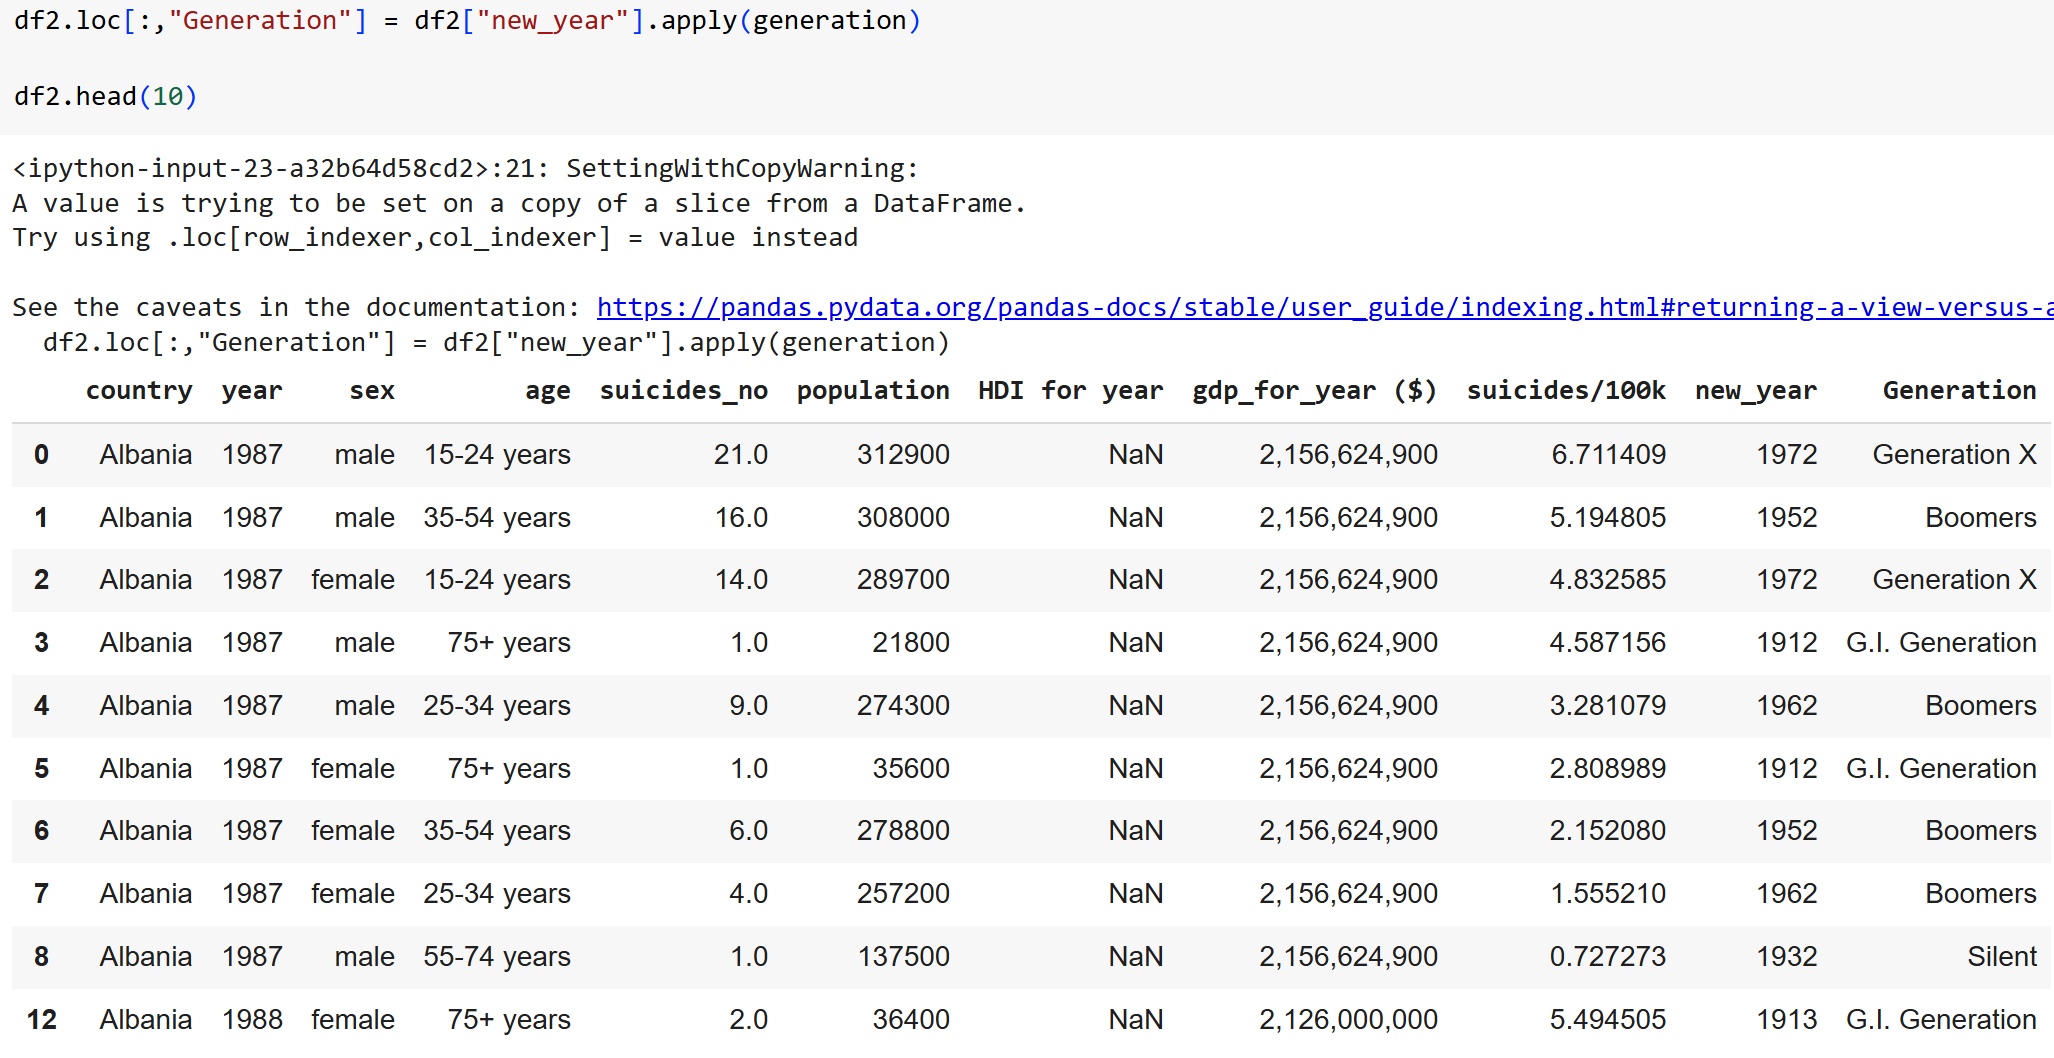 df2.loc[:,"Generation"] = df2["new_year"].apply(generation)
df2.head(10)
<ipython-input-23-a32b64d58cd2>:21: SettingWithCopyWarning:
A value is trying to be set on a copy of a slice from a DataFrame.
Try using .loc[row_indexer,col_indexer] = value instead
See the caveats in the documentation: https://pandas.pydata.org/pandas-docs/stable/user_guide/indexing.html#returning-a-view-versus-a
df2.loc[:,"Generation"] = df2["new_year"].apply(generation)
country year sex age suicides_no population HDI for year gdp_for_year ($) suicides/100k new_year Generation
0 Albania 1987 male 15-24 years 21.0 312900 NaN 2,156,624,900 6.711409 1972 Generation X
1 Albania 1987 male 35-54 years 16.0 308000 NaN 2,156,624,900 5.194805 1952 Boomers
2 Albania 1987 female 15-24 years 14.0 289700 NaN 2,156,624,900 4.832585 1972 Generation X
3 Albania 1987 male 75+ years 1.0 21800 NaN 2,156,624,900 4.587156 1912 G.I. Generation
4 Albania 1987 male 25-34 years 9.0 274300 NaN 2,156,624,900 3.281079 1962 Boomers
5 Albania 1987 female 75+ years 1.0 35600 NaN 2,156,624,900 2.808989 1912 G.I. Generation
6 Albania 1987 female 35-54 years 6.0 278800 NaN 2,156,624,900 2.152080 1952 Boomers
7 Albania 1987 female 25-34 years 4.0 257200 NaN 2,156,624,900 1.555210 1962 Boomers
8 Albania 1987 male 55-74 years 1.0 137500 NaN 2,156,624,900 0.727273 1932 Silent
12 Albania 1988 female 75+ years 2.0 36400 NaN 2,126,000,000 5.494505 1913 G.I. Generation